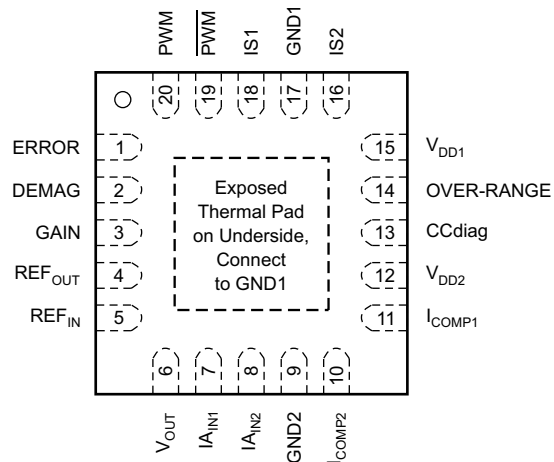 PWM
P̅W̅M̅
IS1
GND1
IS2
20
19
18
17
16
ERROR 1
DEMAG 2
GAIN 3
REFOUT 4
REFIN 5
Exposed
Thermal Pad
on Underside,
Connect
to GND1
15 VDD1
14 OVER-RANGE
13 CCdiag
12 VDD2
11 ICOMP1
6
7
8
9
10
VOUT
IAIN1
IAIN2
GND2
ICOMP2